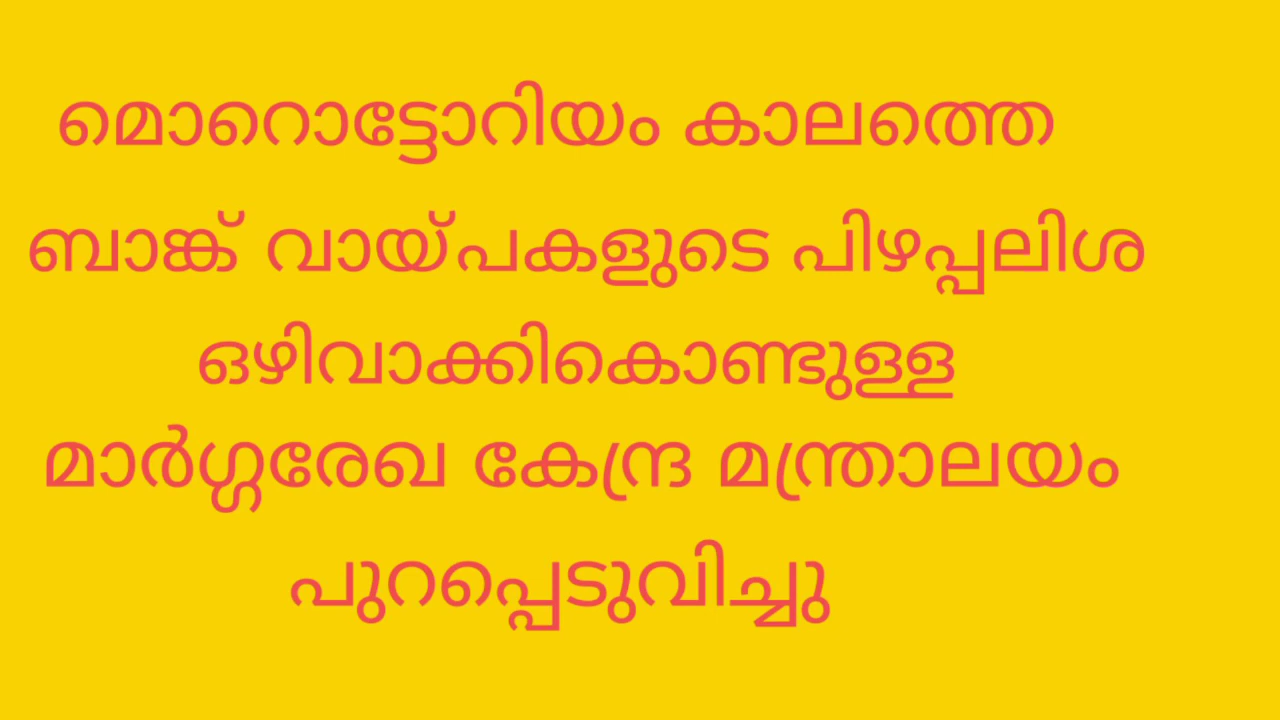 മൊറൊട്ടോറിയം കാലത്തെ
ബാങ്ക് വായ്പകളുടെ പിഴപ്പലിശ
ഒഴിവാക്കികൊണ്ടുള്ള
മാർഗ്ഗരേഖ കേന്ദ്ര മന്ത്രാലയം
പുറപ്പെടുവിച്ചു